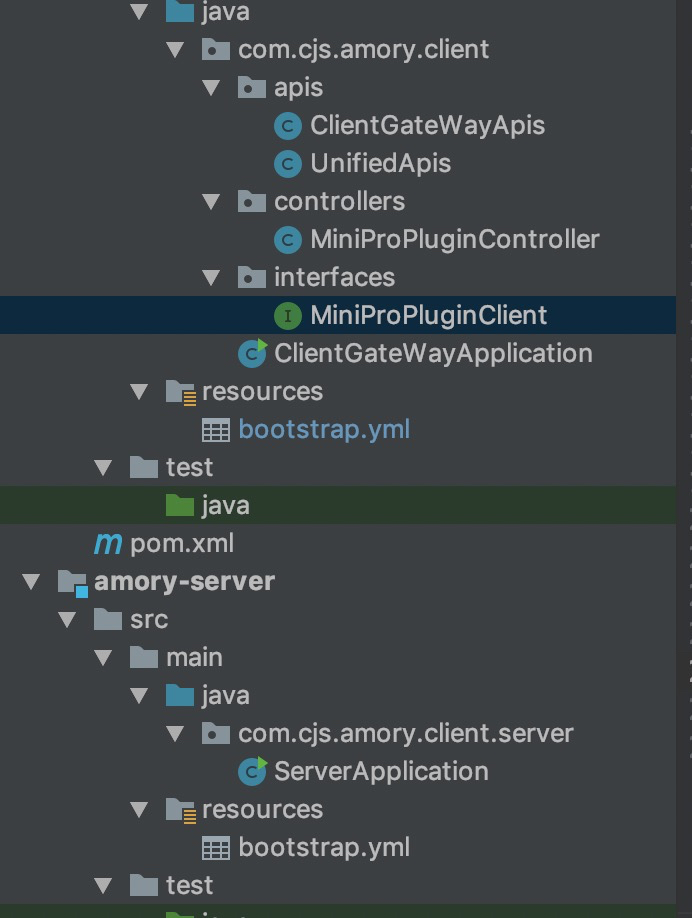 java
com.cjs.amory.client
apis
ClientGateWayApis
UnifiedApis
controllers
MiniProPluginController
interfaces
MiniProPluginClient
ClientGateWayApplication
resources
bootstrap.yml
test
java
pom.xml
amory-server
src
main
java
com.cjs.amory.client.server
ServerApplication
resources
bootstrap.yml
test